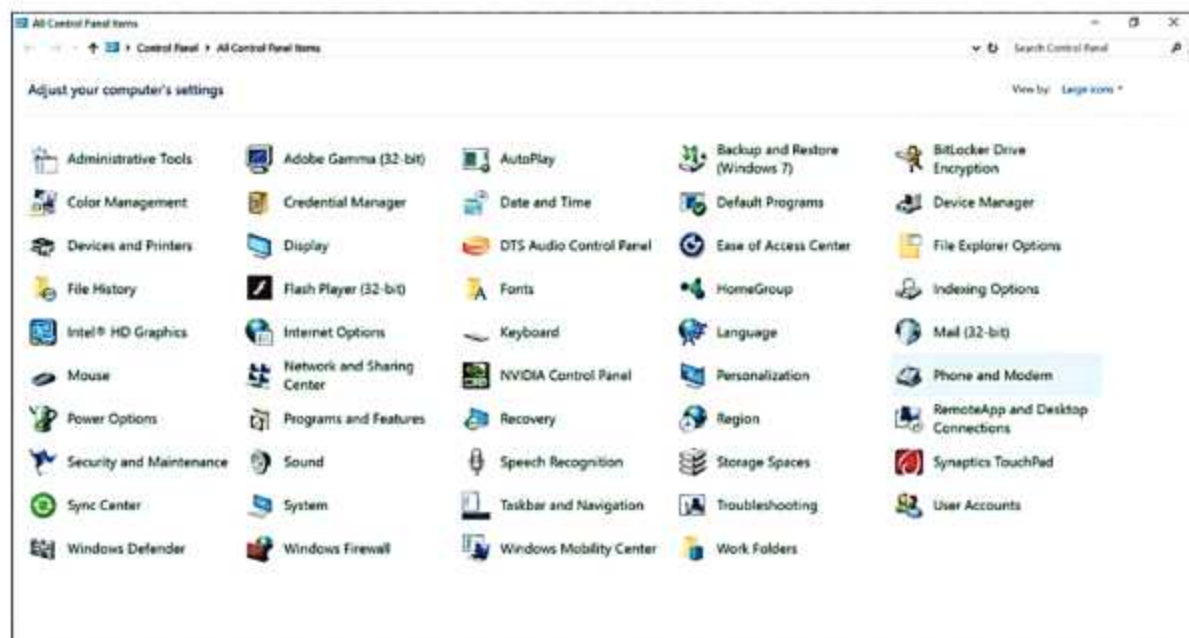 All Control Panel Items
Control Panel › All Control Panel Items
Search Control Panel
Adjust your computer's settings
View by: Large icons
Administrative Tools
Adobe Gamma (32-bit)
AutoPlay
Backup and Restore
(Windows 7)
BitLocker Drive
Encryption
Color Management
Credential Manager
Date and Time
Default Programs
Device Manager
Devices and Printers
Display
DTS Audio Control Panel
Ease of Access Center
File Explorer Options
File History
Flash Player (32-bit)
Fonts
HomeGroup
Indexing Options
Intel® HD Graphics
Internet Options
Keyboard
Language
Mail (32-bit)
Mouse
Network and Sharing
Center
NVIDIA Control Panel
Personalization
Phone and Modem
Power Options
Programs and Features
Recovery
Region
RemoteApp and Desktop
Connections
Security and Maintenance
Sound
Speech Recognition
Storage Spaces
Synaptics TouchPad
Sync Center
System
Taskbar and Navigation
Troubleshooting
User Accounts
Windows Defender
Windows Firewall
Windows Mobility Center
Work Folders